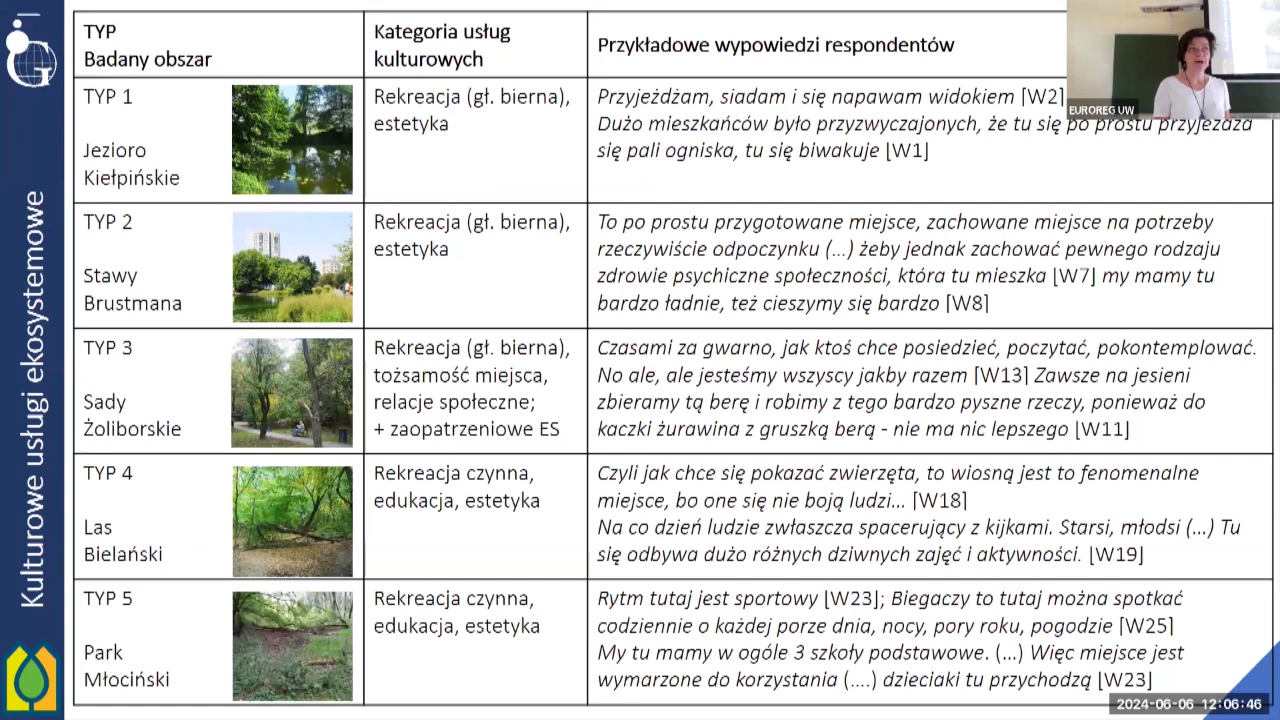 Kulturowe usługi ekosystemowe
TYP
Badany obszar
Kategoria usług
kulturowych
Przykładowe wypowiedzi respondentów
EUROREG UW
TYP 1
Jezioro
Kiełpińskie
Rekreacja (gł. bierna),
estetyka
Przyjeżdżam, siadam i się napawam widokiem [W2]
Dużo mieszkańców było przyzwyczajonych, że tu się po prostu przyjeżdża
się pali ogniska, tu się biwakuje [W1]
TYP 2
Stawy
Brustmana
Rekreacja (gł. bierna),
estetyka
To po prostu przygotowane miejsce, zachowane miejsce na potrzeby
rzeczywiście odpoczynku (...) żeby jednak zachować pewnego rodzaju
zdrowie psychiczne społeczności, która tu mieszka [W7] my mamy tu
bardzo ładnie, też cieszymy się bardzo [W8]
TYP 3
Sady
Żoliborskie
Rekreacja (gł. bierna),
tożsamość miejsca,
relacje społeczne;
+ zaopatrzeniowe ES
Czasami za gwarno, jak ktoś chce posiedzieć, poczytać, pokontemplować.
No ale, ale jesteśmy wszyscy jakby razem [W13] Zawsze na jesieni
zbieramy tą berę i robimy z tego bardzo pyszne rzeczy, ponieważ do
kaczki żurawina z gruszką berą - nie ma nic lepszego [W11]
TYP 4
Las
Bielański
Rekreacja czynna,
edukacja, estetyka
Czyli jak chce się pokazać zwierzęta, to wiosną jest to fenomenalne
miejsce, bo one się nie boją ludzi... [W18]
Na co dzień ludzie zwłaszcza spacerujący z kijkami. Starsi, młodsi (...) Tu
się odbywa dużo różnych dziwnych zajęć i aktywności. [W19]
TYP 5
Park
Młociński
Rekreacja czynna,
edukacja, estetyka
Rytm tutaj jest sportowy [W23]; Biegaczy to tutaj można spotkać
codziennie o każdej porze dnia, nocy, pory roku, pogodzie [W25]
My tu mamy w ogóle 3 szkoły podstawowe. (...) Więc miejsce jest
wymarzone do korzystania (....) dzieciaki tu przychodzą [W23]
2024-06-06 12:06:46